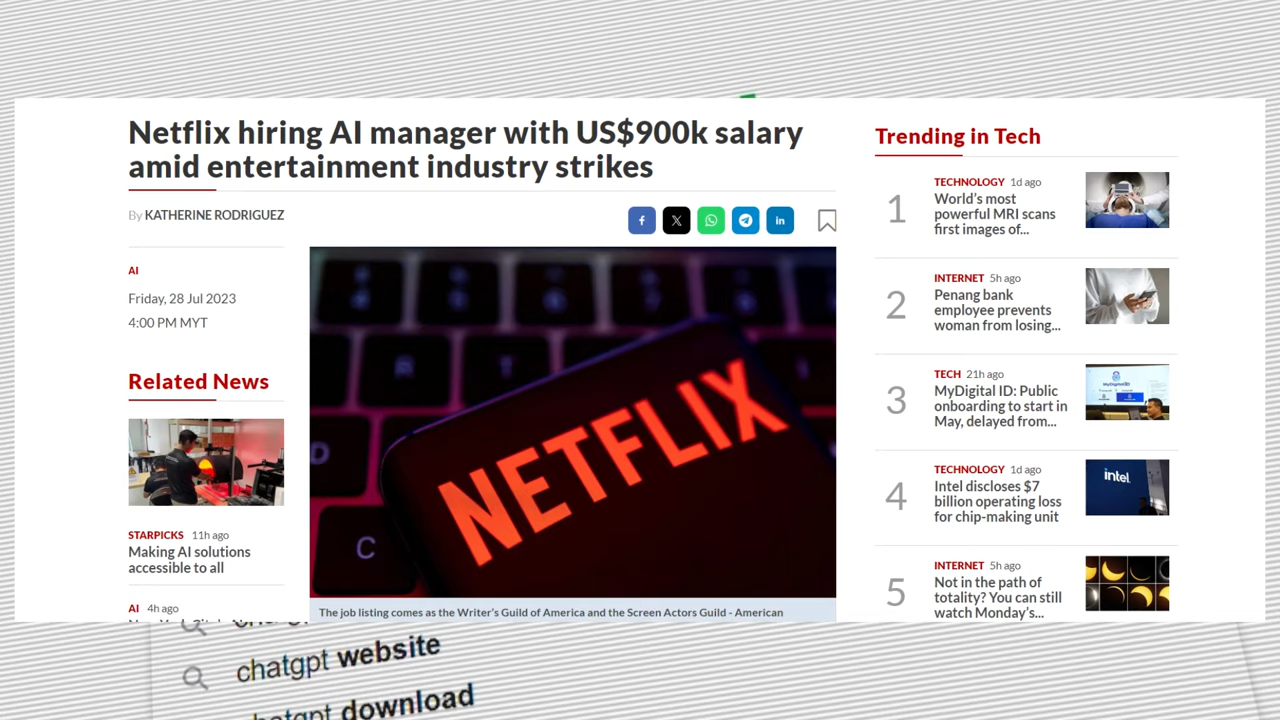 Netflix hiring AI manager with US$900k salary
amid entertainment industry strikes
By KATHERINE RODRIGUEZ
AI
Friday, 28 Jul 2023
4:00 PM MYT
Related News
STARPICKS 11h ago
Making AI solutions
accessible to all
AI 4h ago
NETFLIX
C
The job listing comes as the Writer's Guild of America and the Screen Actors Guild - American
Trending in Tech
1
TECHNOLOGY 1d ago
World's most
powerful MRI scans
first images of...
2
INTERNET 5h ago
Penang bank
employee prevents
woman from losing...
3
TECH 21h ago
MyDigital ID: Public
onboarding to start in
May, delayed from...
4
TECHNOLOGY 1d ago
Intel discloses $7
billion operating loss
for chip-making unit
intel
5
INTERNET 5h ago
Not in the path of
totality? You can still
watch Monday's...
chatgpt website
chatgpt download